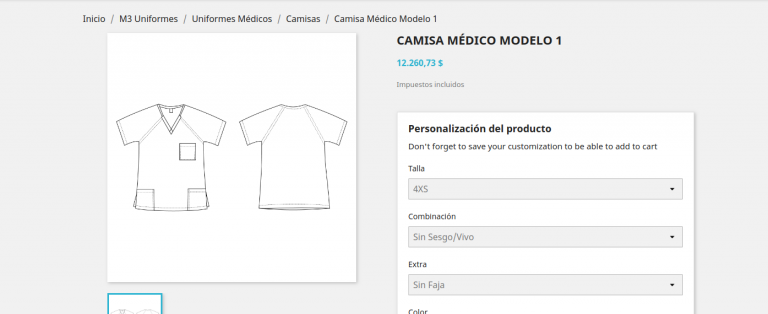 Inicio / M3 Uniformes / Uniformes Médicos / Camisas / Camisa Médico Modelo 1
CAMISA MÉDICO MODELO 1
12.260,73 $
Impuestos incluidos
Personalización del producto
Don't forget to save your customization to be able to add to cart
Talla
4XS
Combinación
Sin Sesgo/Vivo
Extra
Sin Faja
Color